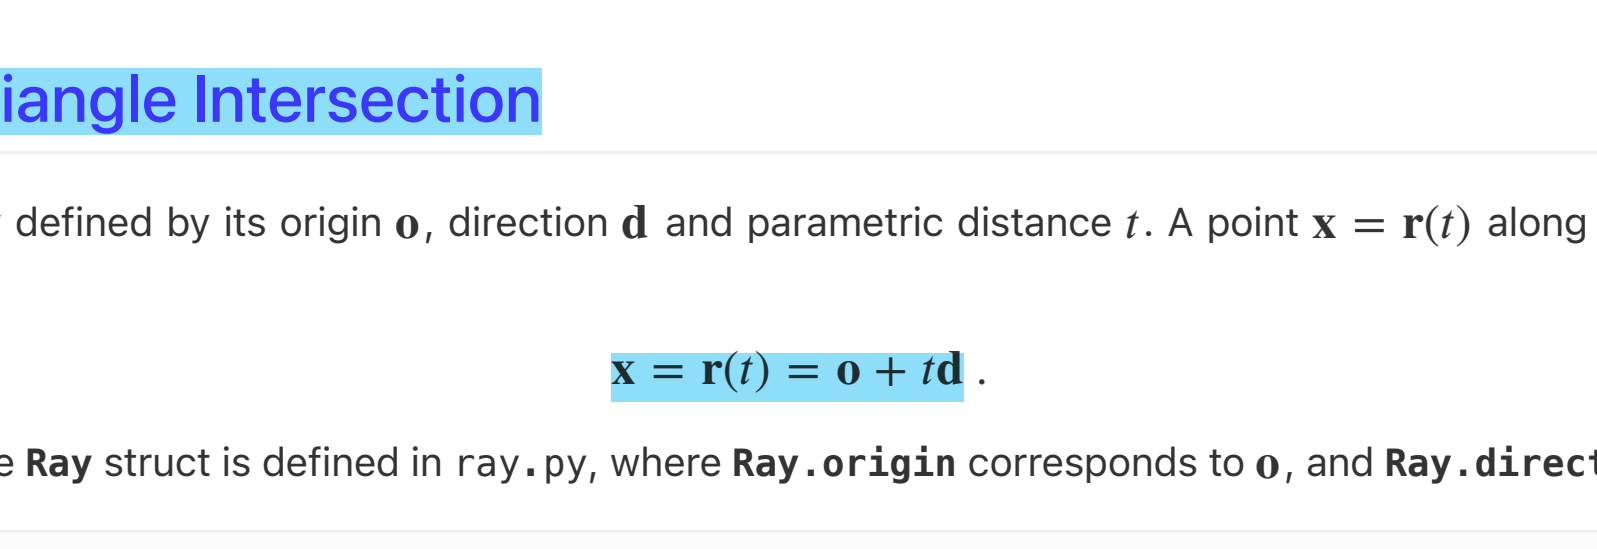 iangle Intersection
defined by its origin o, direction d and parametric distance t. A point x = r(t) along
x = r(t) = o + td .
e Ray struct is defined in ray.py, where Ray.origin corresponds to o, and Ray.direct